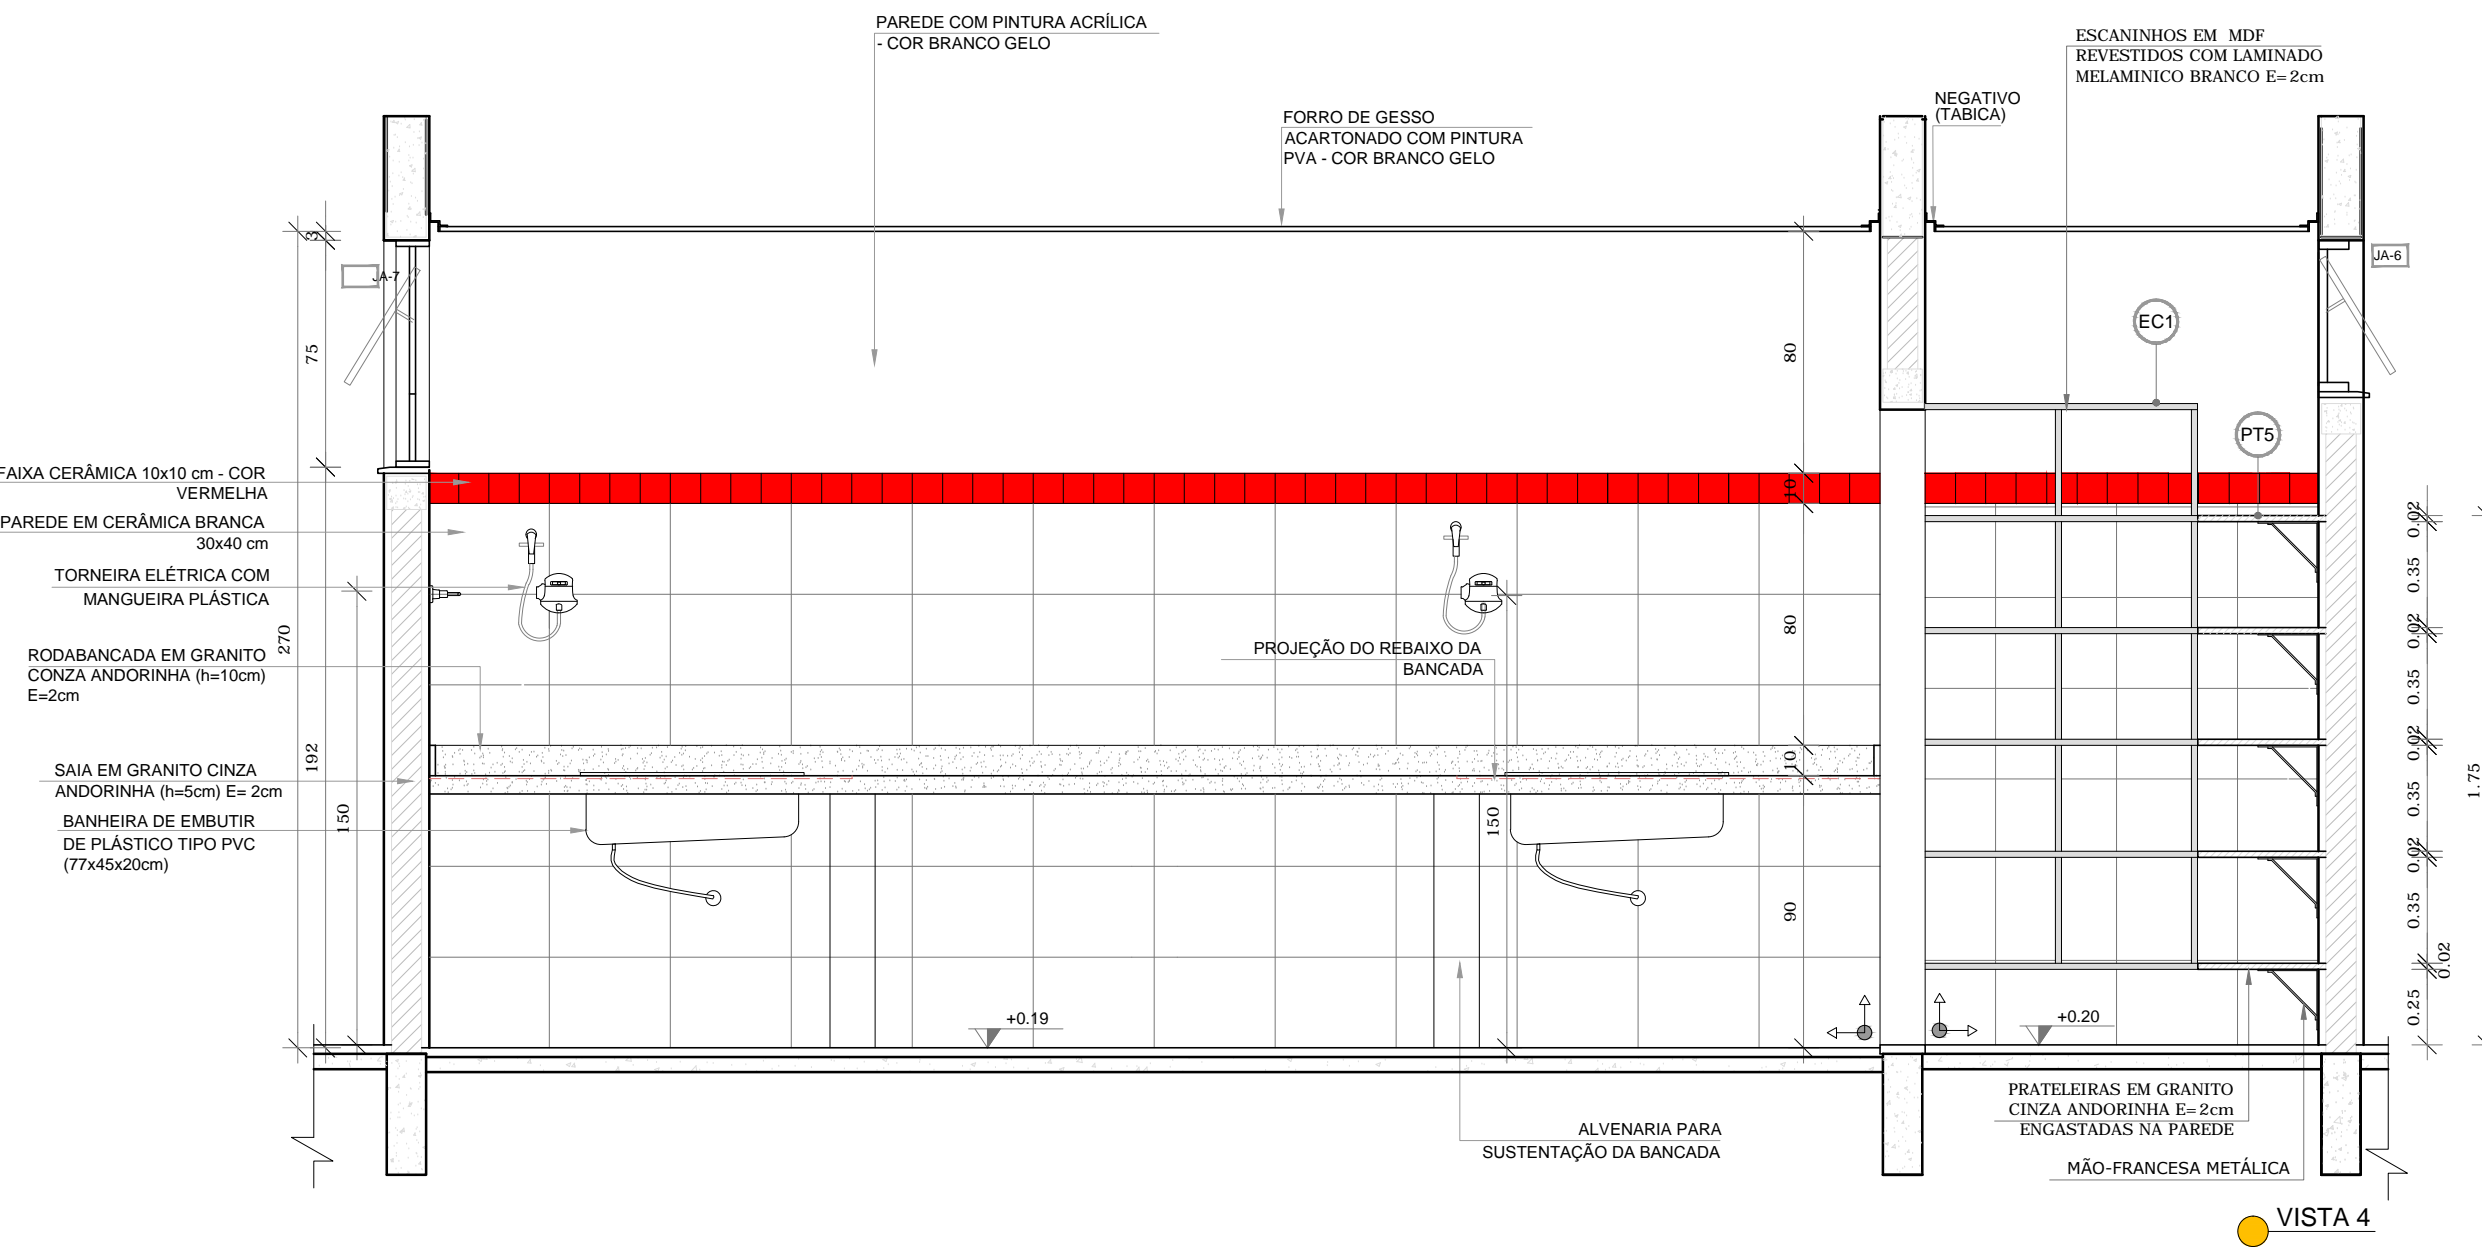 PAREDE COM PINTURA ACRÍLICA
- COR BRANCO GELO
ESCANINHOS EM MDF
REVESTIDOS COM LAMINADO
MELAMINICO BRANCO E=2cm
NEGATIVO
(TABICA)
FORRO DE GESSO
ACARTONADO COM PINTURA
PVA - COR BRANCO GELO
3
JA-7
JA-6
EC1
75
80
PT5
FAIXA CERÂMICA 10x10 cm - COR
VERMELHA
10
PAREDE EM CERÂMICA BRANCA
30x40 cm
0.02
TORNEIRA ELÉTRICA COM
MANGUEIRA PLÁSTICA
0.35
270
80
0.02
PROJEÇÃO DO REBAIXO DA
BANCADA
RODABANCADA EM GRANITO
CONZA ANDORINHA (h=10cm)
E=2cm
0.35
192
10
0.02
SAIA EM GRANITO CINZA
ANDORINHA (h=5cm) E= 2cm
1.75
150
150
0.35
BANHEIRA DE EMBUTIR
DE PLÁSTICO TIPO PVC
(77x45x20cm)
0.02
90
0.35
0.02
0.25
+0.19
+0.20
PRATELEIRAS EM GRANITO
CINZA ANDORINHA E=2cm
ENGASTADAS NA PAREDE
ALVENARIA PARA
SUSTENTAÇÃO DA BANCADA
MÃO-FRANCESA METÁLICA
VISTA 4